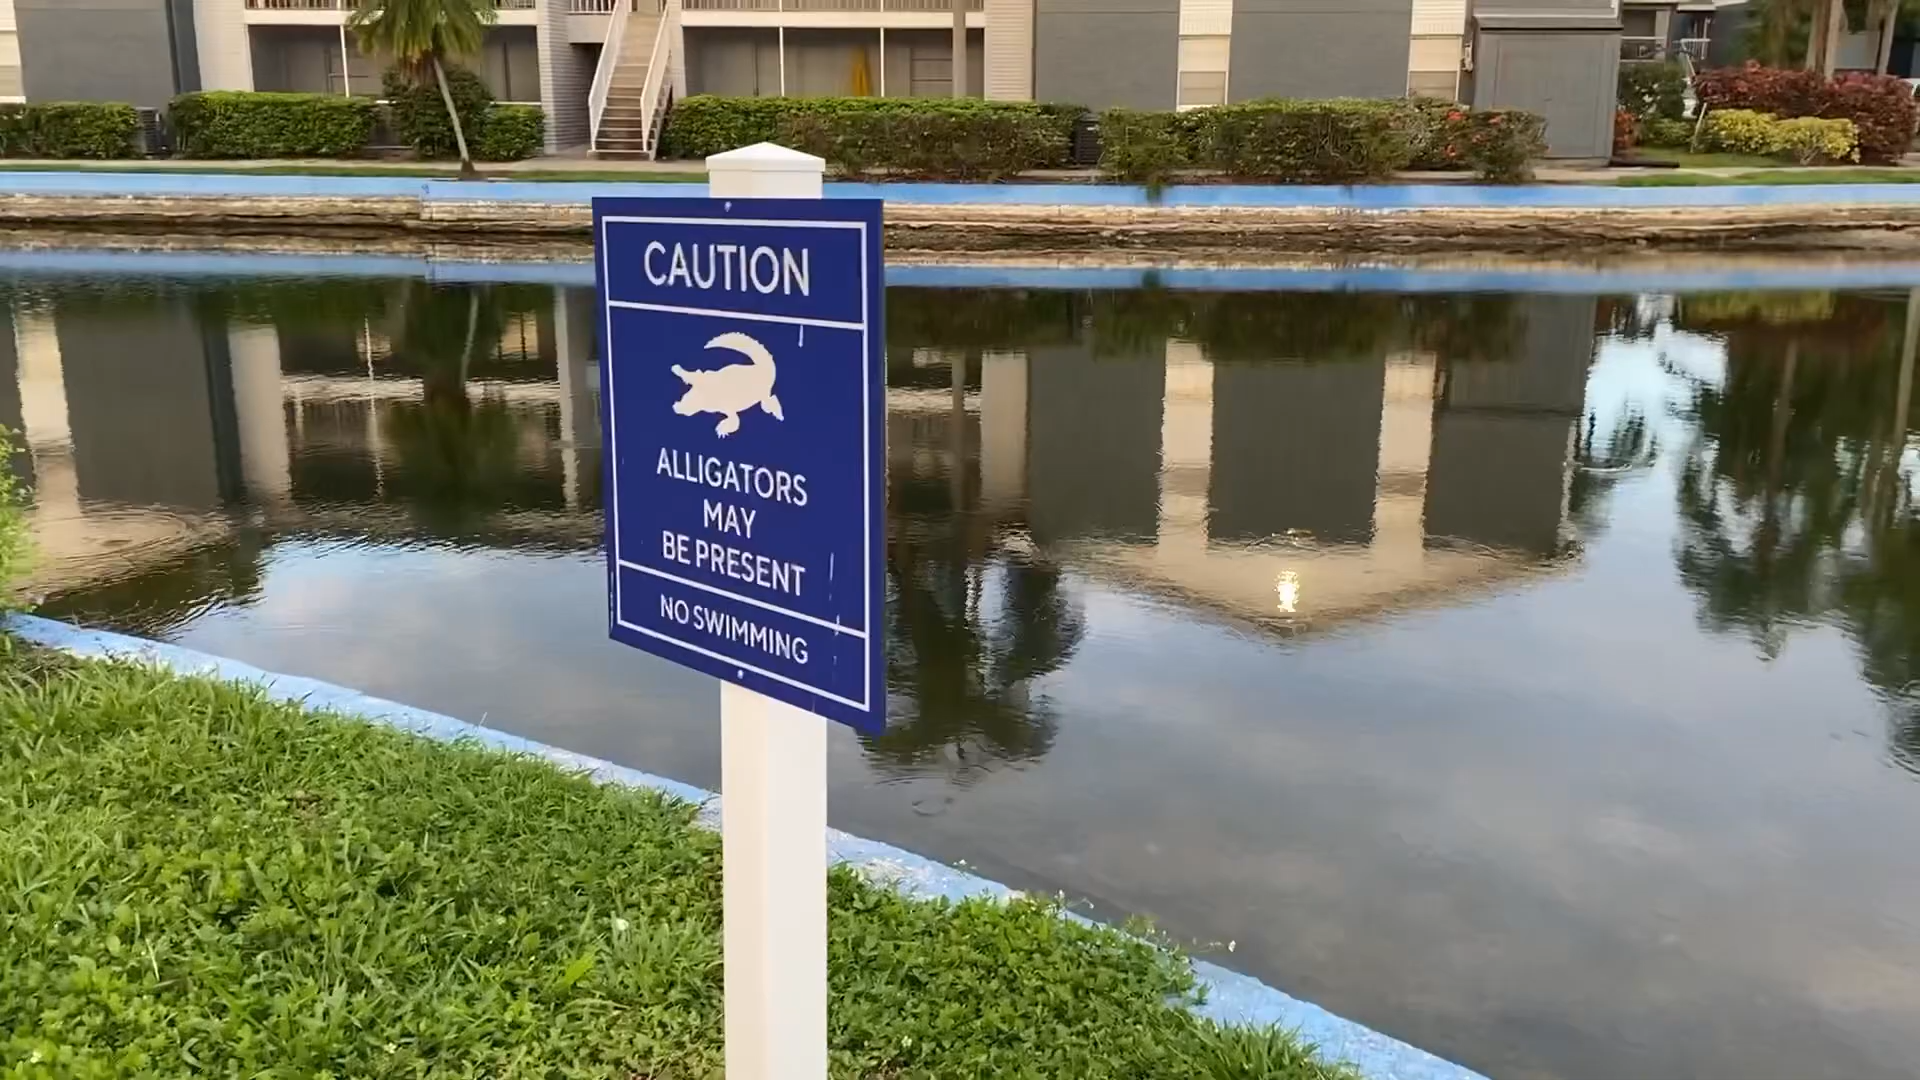 CAUTION
ALLIGATORS
MAY
BE PRESENT
NO SWIMMING